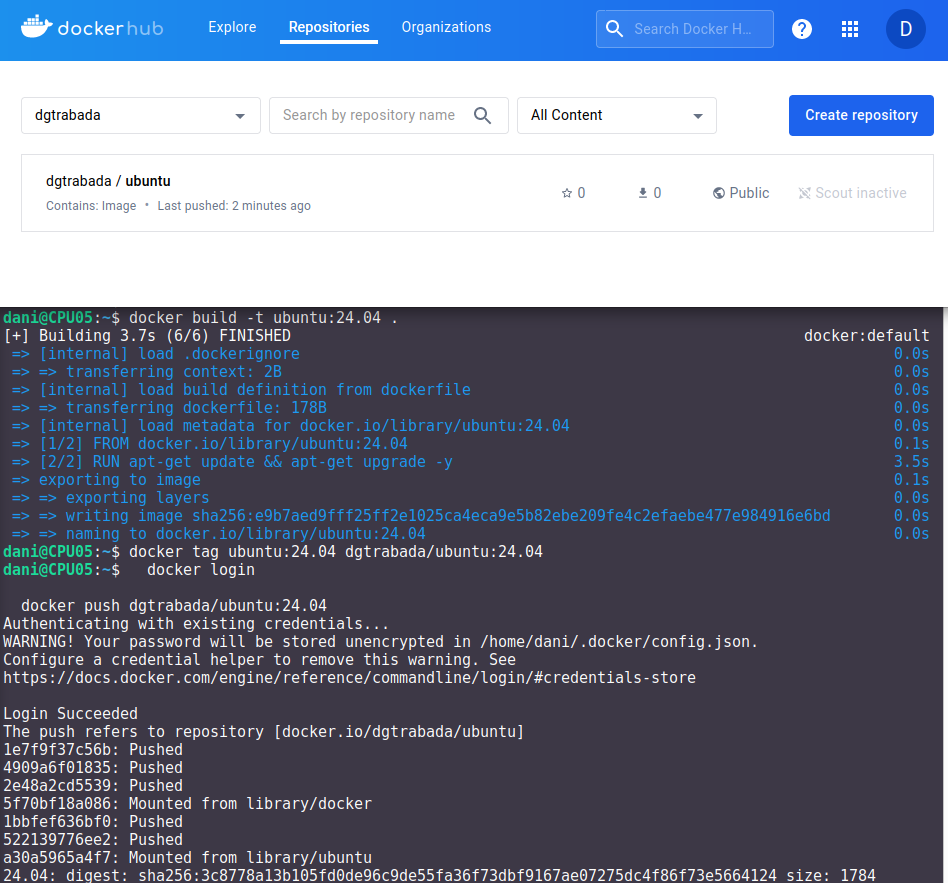 dockerhub Explore Repositories Organizations Search Docker H... ? D
dgtrabada Search by repository name All Content Create repository
dgtrabada / ubuntu
Contains: Image • Last pushed: 2 minutes ago
0 0 Public Scout inactive
dani@CPU05:~$ docker build -t ubuntu:24.04 .
[+] Building 3.7s (6/6) FINISHED docker:default
=> [internal] load .dockerignore 0.0s
=> => transferring context: 2B 0.0s
=> [internal] load build definition from dockerfile 0.0s
=> => transferring dockerfile: 178B 0.0s
=> [internal] load metadata for docker.io/library/ubuntu:24.04 0.0s
=> [1/2] FROM docker.io/library/ubuntu:24.04 0.1s
=> [2/2] RUN apt-get update && apt-get upgrade -y 3.5s
=> exporting to image 0.1s
=> => exporting layers 0.0s
=> => writing image sha256:e9b7aed9fff25ff2e1025ca4eca9e5b82ebe209fe4c2efaebe477e984916e6bd 0.0s
=> => naming to docker.io/library/ubuntu:24.04 0.0s
dani@CPU05:~$ docker tag ubuntu:24.04 dgtrabada/ubuntu:24.04
dani@CPU05:~$   docker login
  docker push dgtrabada/ubuntu:24.04
Authenticating with existing credentials...
WARNING! Your password will be stored unencrypted in /home/dani/.docker/config.json.
Configure a credential helper to remove this warning. See
https://docs.docker.com/engine/reference/commandline/login/#credentials-store
Login Succeeded
The push refers to repository [docker.io/dgtrabada/ubuntu]
1e7f9f37c56b: Pushed
4909a6f01835: Pushed
2e48a2cd5539: Pushed
5f70bf18a086: Mounted from library/docker
1bbfef636bf0: Pushed
522139776ee2: Pushed
a30a5965a4f7: Mounted from library/ubuntu
24.04: digest: sha256:3c8778a13b105fd0de96c9de55fa36f73dbf9167ae07275dc4f86f73e5664124 size: 1784